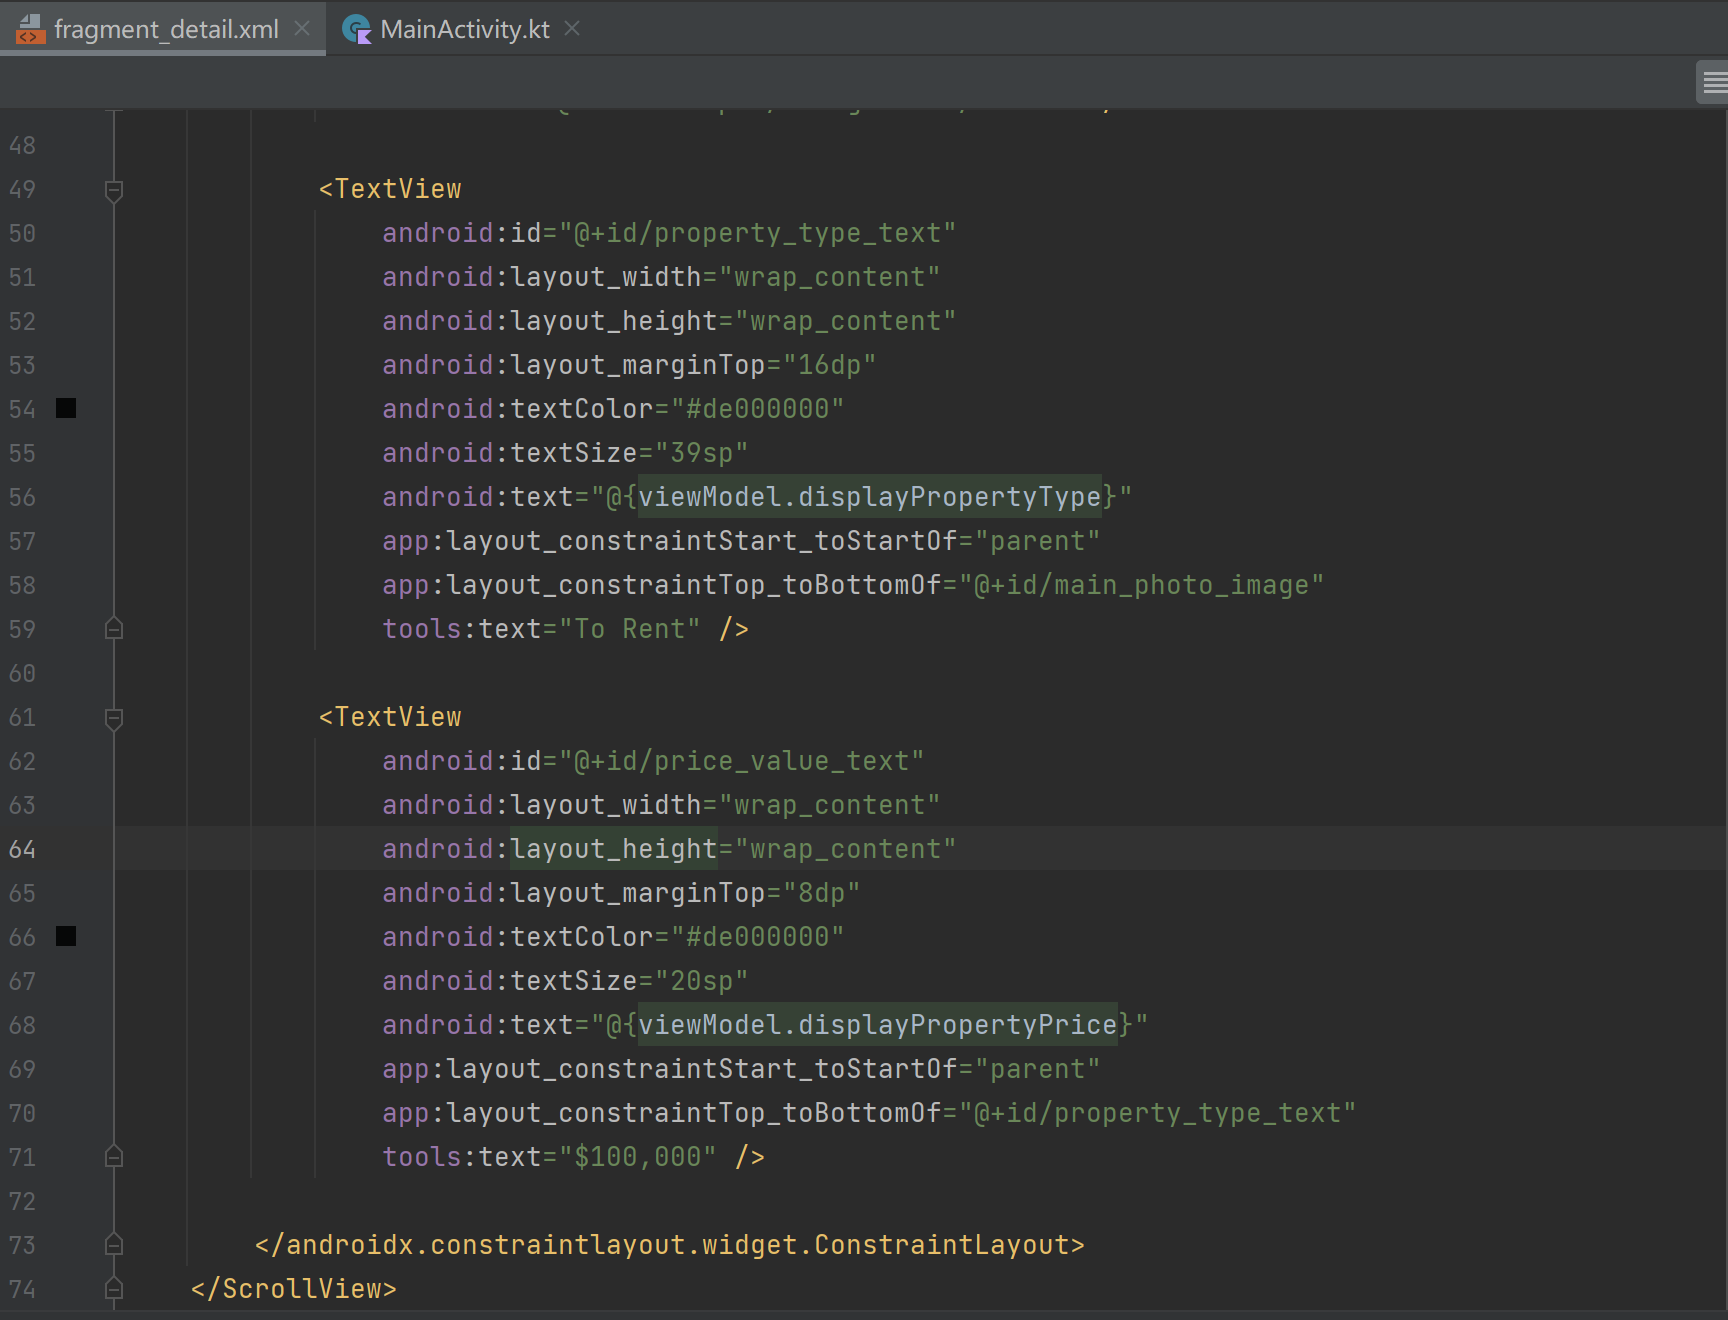 fragment_detail.xml MainActivity.kt
48
49 <TextView
50 android:id="@+id/property_type_text"
51 android:layout_width="wrap_content"
52 android:layout_height="wrap_content"
53 android:layout_marginTop="16dp"
54 android:textColor="#de000000"
55 android:textSize="39sp"
56 android:text="@{viewModel.displayPropertyType}"
57 app:layout_constraintStart_toStartOf="parent"
58 app:layout_constraintTop_toBottomOf="@+id/main_photo_image"
59 tools:text="To Rent" />
60
61 <TextView
62 android:id="@+id/price_value_text"
63 android:layout_width="wrap_content"
64 android:layout_height="wrap_content"
65 android:layout_marginTop="8dp"
66 android:textColor="#de000000"
67 android:textSize="20sp"
68 android:text="@{viewModel.displayPropertyPrice}"
69 app:layout_constraintStart_toStartOf="parent"
70 app:layout_constraintTop_toBottomOf="@+id/property_type_text"
71 tools:text="$100,000" />
72
73 </androidx.constraintlayout.widget.ConstraintLayout>
74 </ScrollView>